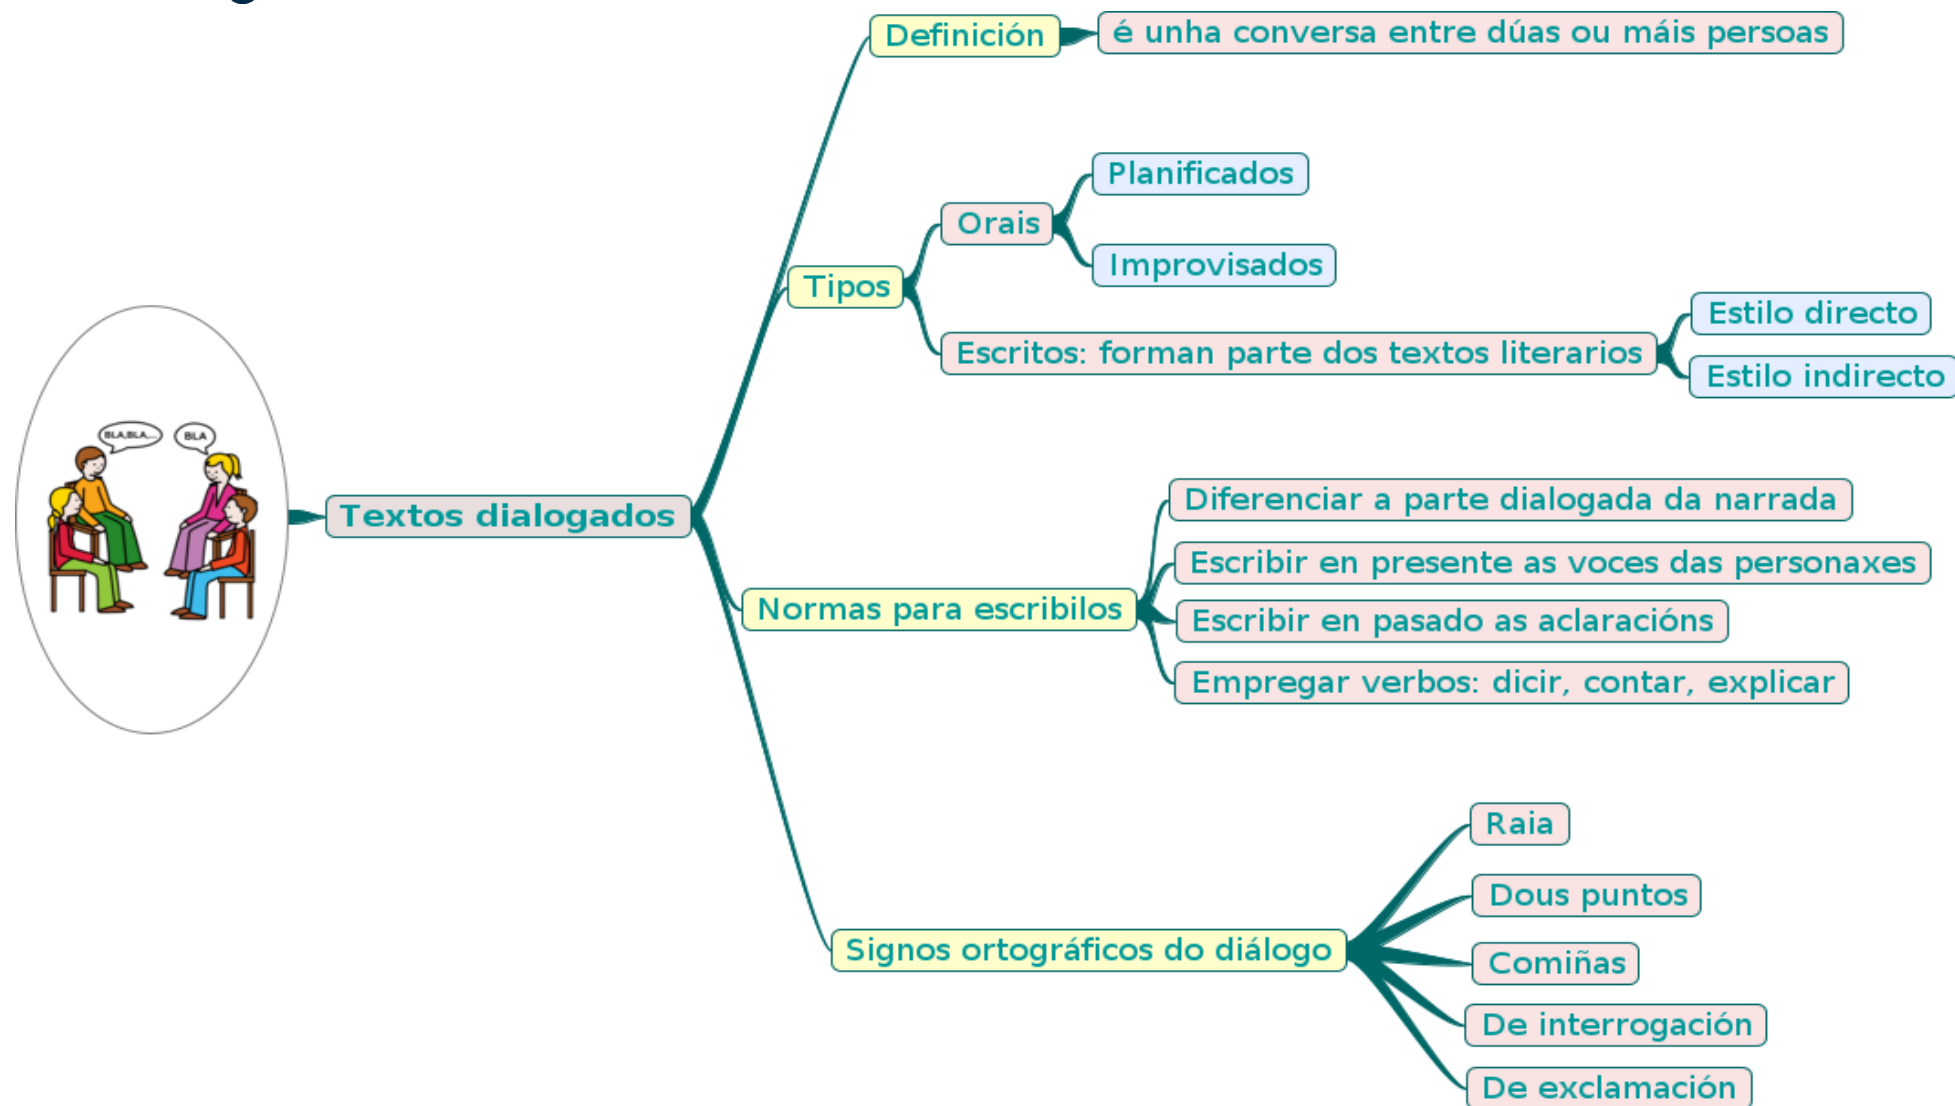 Definición
é unha conversa entre dúas ou máis persoas
Tipos
Orais
Planificados
Improvisados
Escritos: forman parte dos textos literarios
Estilo directo
Estilo indirecto
BLA,BLA,...
BLA
Textos dialogados
Normas para escribilos
Diferenciar a parte dialogada da narrada
Escribir en presente as voces das personaxes
Escribir en pasado as aclaracións
Empregar verbos: dicir, contar, explicar
Signos ortográficos do diálogo
Raia
Dous puntos
Comiñas
De interrogación
De exclamación